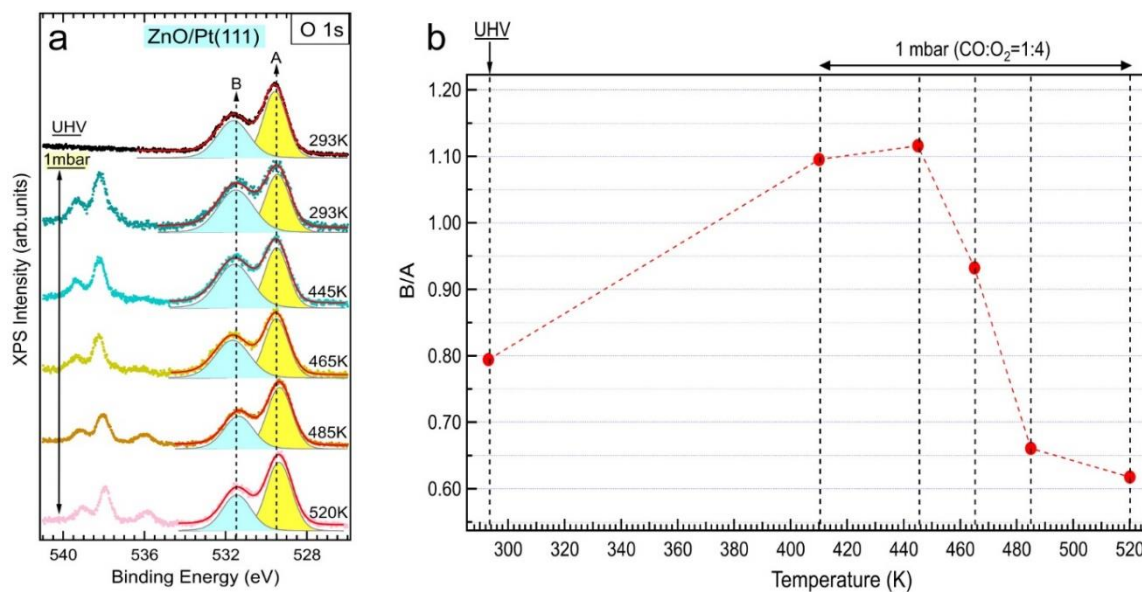 a
ZnO/Pt(111)
O 1s
B
A
UHV
293K
1mbar
293K
445K
465K
485K
520K
XPS Intensity (arb.units)
540 536 532 528
Binding Energy (eV)
b
UHV
1 mbar (CO:O₂=1:4)
1.20
1.10
1.00
0.90
0.80
0.70
0.60
B/A
300 320 340 360 380 400 420 440 460 480 500 520
Temperature (K)